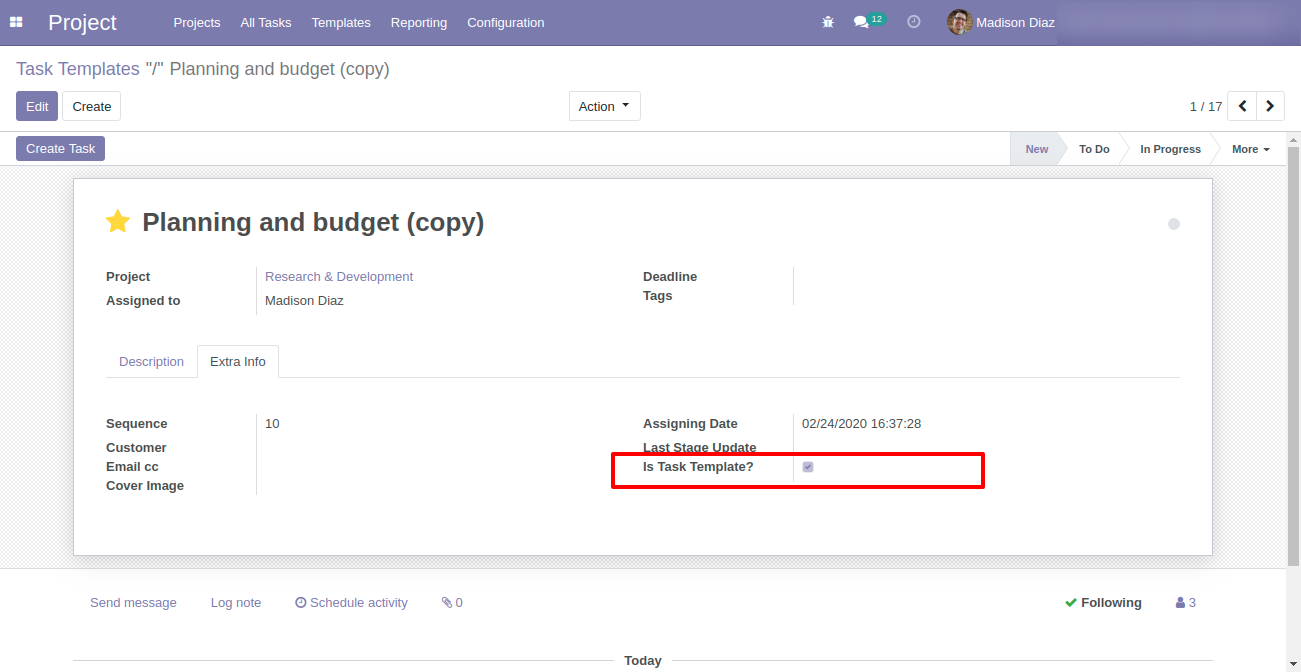 Project Projects All Tasks Templates Reporting Configuration 12 Madison Diaz
Task Templates "/" Planning and budget (copy)
Edit Create Action 1 / 17
Create Task New To Do In Progress More
Planning and budget (copy)
Project Research & Development Deadline
Assigned to Madison Diaz Tags
Description Extra Info
Sequence 10 Assigning Date 02/24/2020 16:37:28
Customer Last Stage Update
Email cc Is Task Template?
Cover Image
Send message Log note Schedule activity 0 Following 3
Today